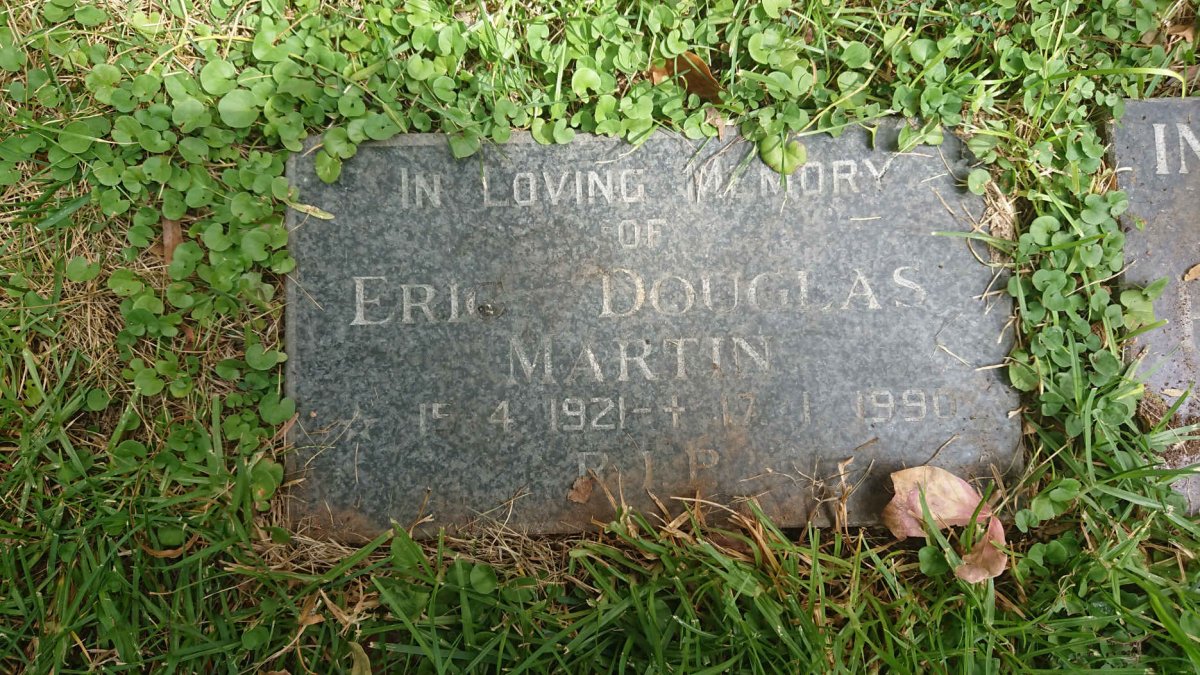 IN LOVING MEMORY
OF
ERIC DOUGLAS
MARTIN
☆ 15 4 1921 - ✝ 17 1 1990
R.I.P.
IN